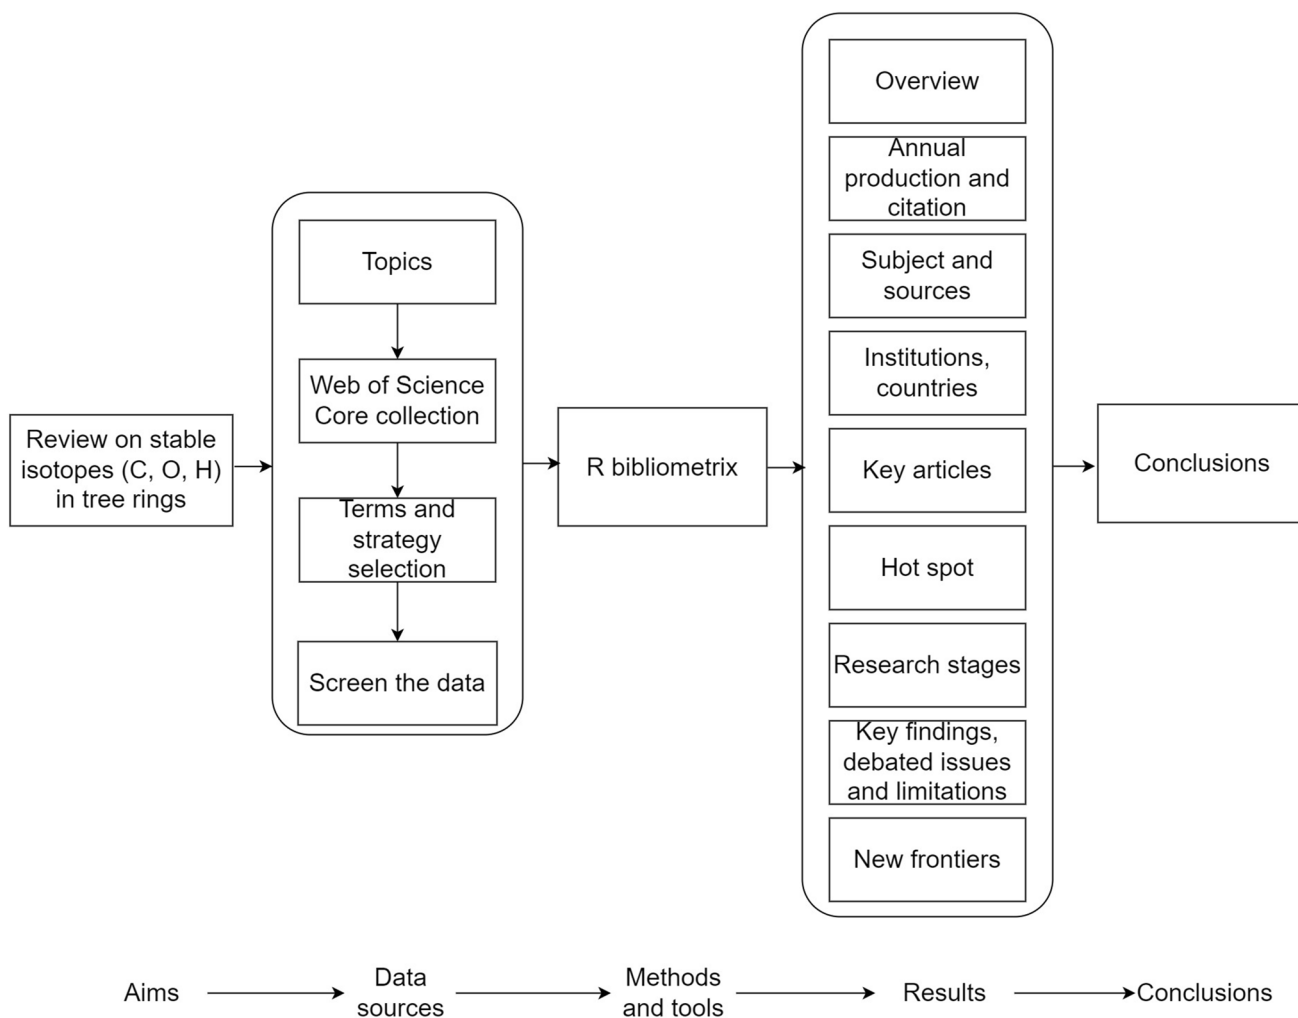 Review on stable
isotopes (C, O, H)
in tree rings
Topics
Web of Science
Core collection
Terms and
strategy
selection
Screen the data
R bibliometrix
Overview
Annual
production and
citation
Subject and
sources
Institutions,
countries
Key articles
Hot spot
Research stages
Key findings,
debated issues
and limitations
New frontiers
Conclusions
Aims
Data
sources
Methods
and tools
Results
Conclusions